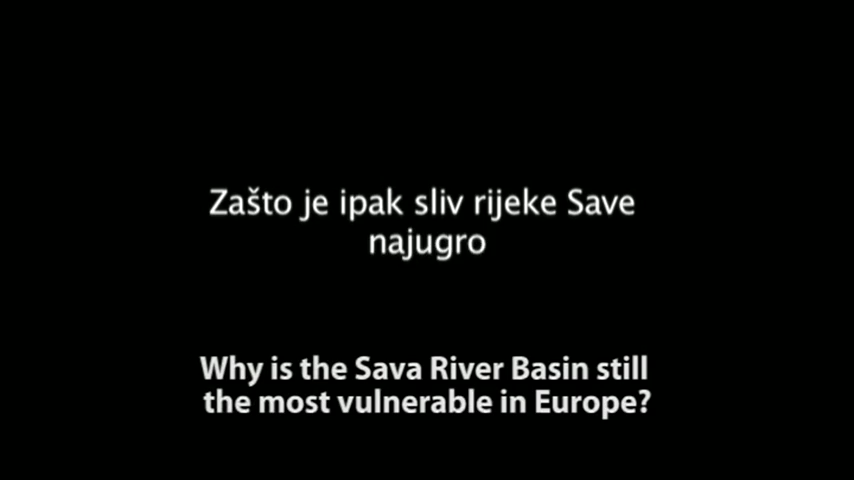 Zašto je ipak sliv rijeke Save
najugro
Why is the Sava River Basin still
the most vulnerable in Europe?